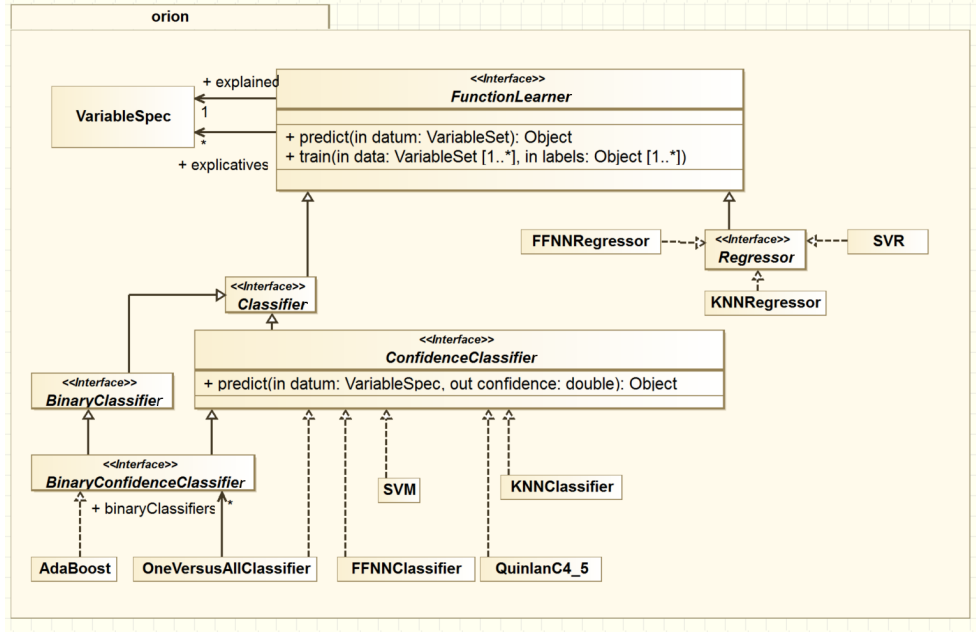 orion
<<Interface>>
FunctionLearner
+ explained
VariableSpec
1
*
+ predict(in datum: VariableSet): Object
+ train(in data: VariableSet [1..*], in labels: Object [1..*])
+ explicatives
FFNNRegressor
<<Interface>>
Regressor
SVR
KNNRegressor
<<Interface>>
Classifier
<<Interface>>
ConfidenceClassifier
+ predict(in datum: VariableSpec, out confidence: double): Object
<<Interface>>
BinaryClassifier
<<Interface>>
BinaryConfidenceClassifier
SVM
KNNClassifier
+ binaryClassifiers
*
AdaBoost
OneVersusAllClassifier
FFNNClassifier
QuinlanC4_5